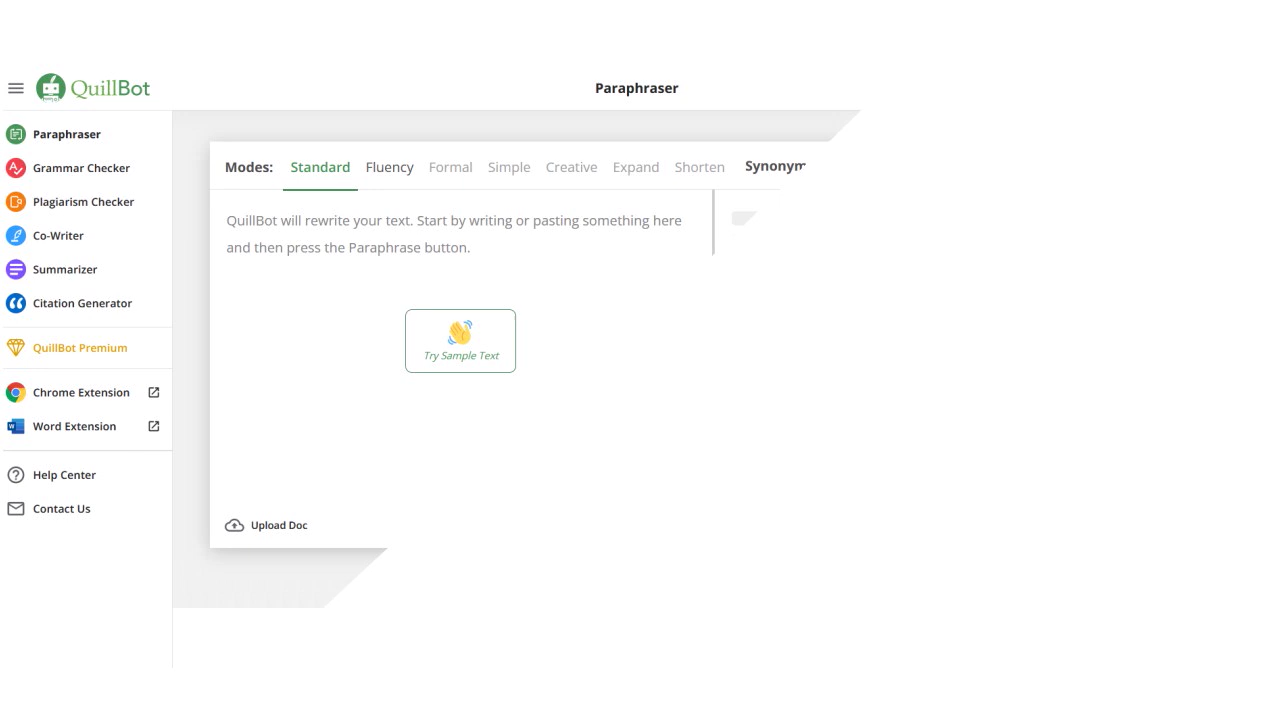 QuillBot
Paraphraser
Paraphraser
Grammar Checker
Plagiarism Checker
Co-Writer
Summarizer
Citation Generator
QuillBot Premium
Chrome Extension
Word Extension
Help Center
Contact Us
Modes: Standard Fluency Formal Simple Creative Expand Shorten
QuillBot will rewrite your text. Start by writing or pasting something here
and then press the Paraphrase button.
Try Sample Text
Upload Doc